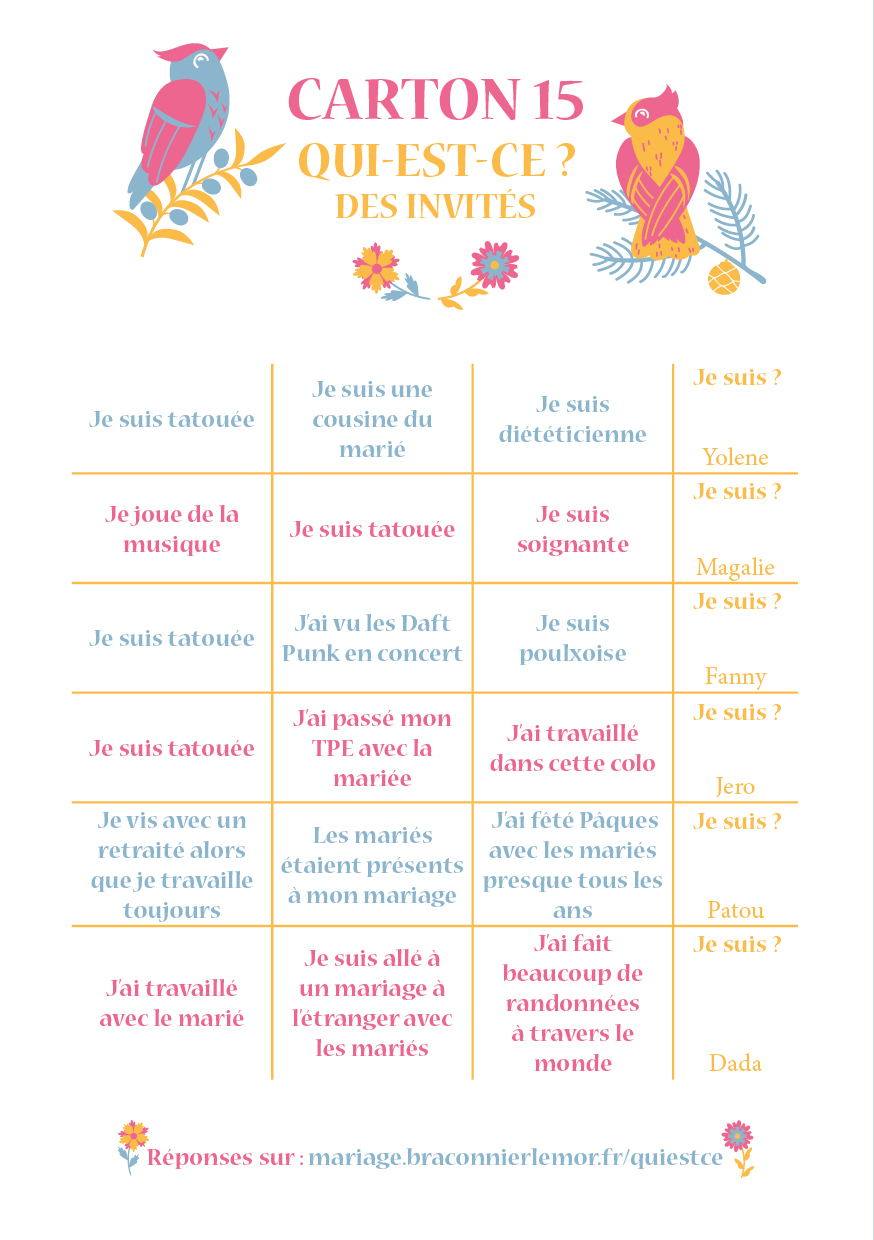 CARTON 15
QUI-EST-CE ?
DES INVITÉS
Je suis tatouée
Je suis une
cousine du
marié
Je suis
diététicienne
Je suis ?
Yolene
Je joue de la
musique
Je suis tatouée
Je suis
soignante
Je suis ?
Magalie
Je suis tatouée
J'ai vu les Daft
Punk en concert
Je suis
poulxoise
Je suis ?
Fanny
Je suis tatouée
J'ai passé mon
TPE avec la
mariée
J'ai travaillé
dans cette colo
Je suis ?
Jero
Je vis avec un
retraité alors
que je travaille
toujours
Les mariés
étaient présents
à mon mariage
J'ai fêté Pâques
avec les mariés
presque tous les
ans
Je suis ?
Patou
J'ai travaillé
avec le marié
Je suis allé à
un mariage à
l'étranger avec
les mariés
J'ai fait
beaucoup de
randonnées
à travers le
monde
Je suis ?
Dada
Réponses sur : mariage.braconnierlemor.fr/quiestce